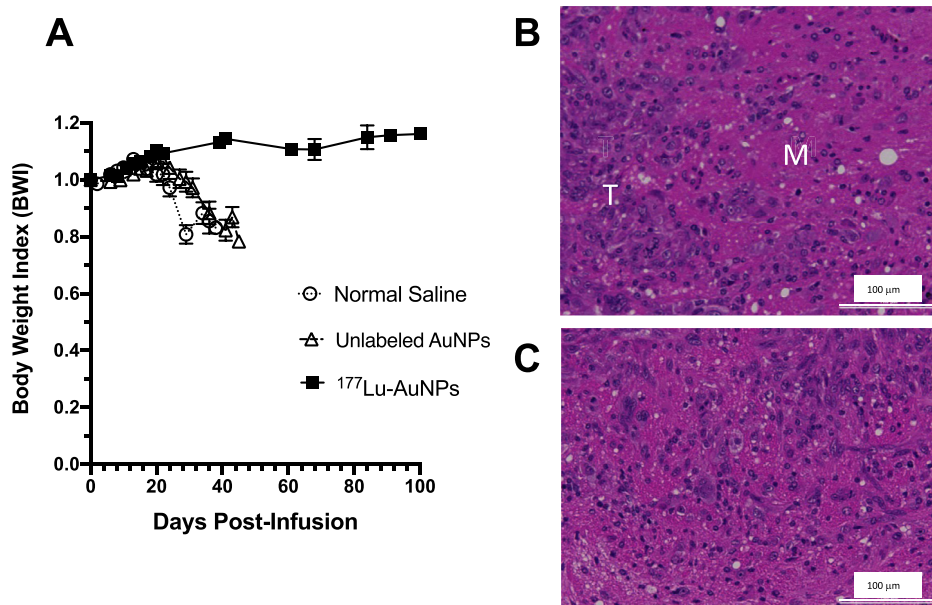 A
Body Weight Index (BWI)
1.2
1.0
0.8
0.6
0.4
0.2
0.0
0 20 40 60 80 100
Days Post-Infusion
Normal Saline
Unlabeled AuNPs
¹⁷⁷Lu-AuNPs
B
T M
T
M
T
100 μm
C
100 μm